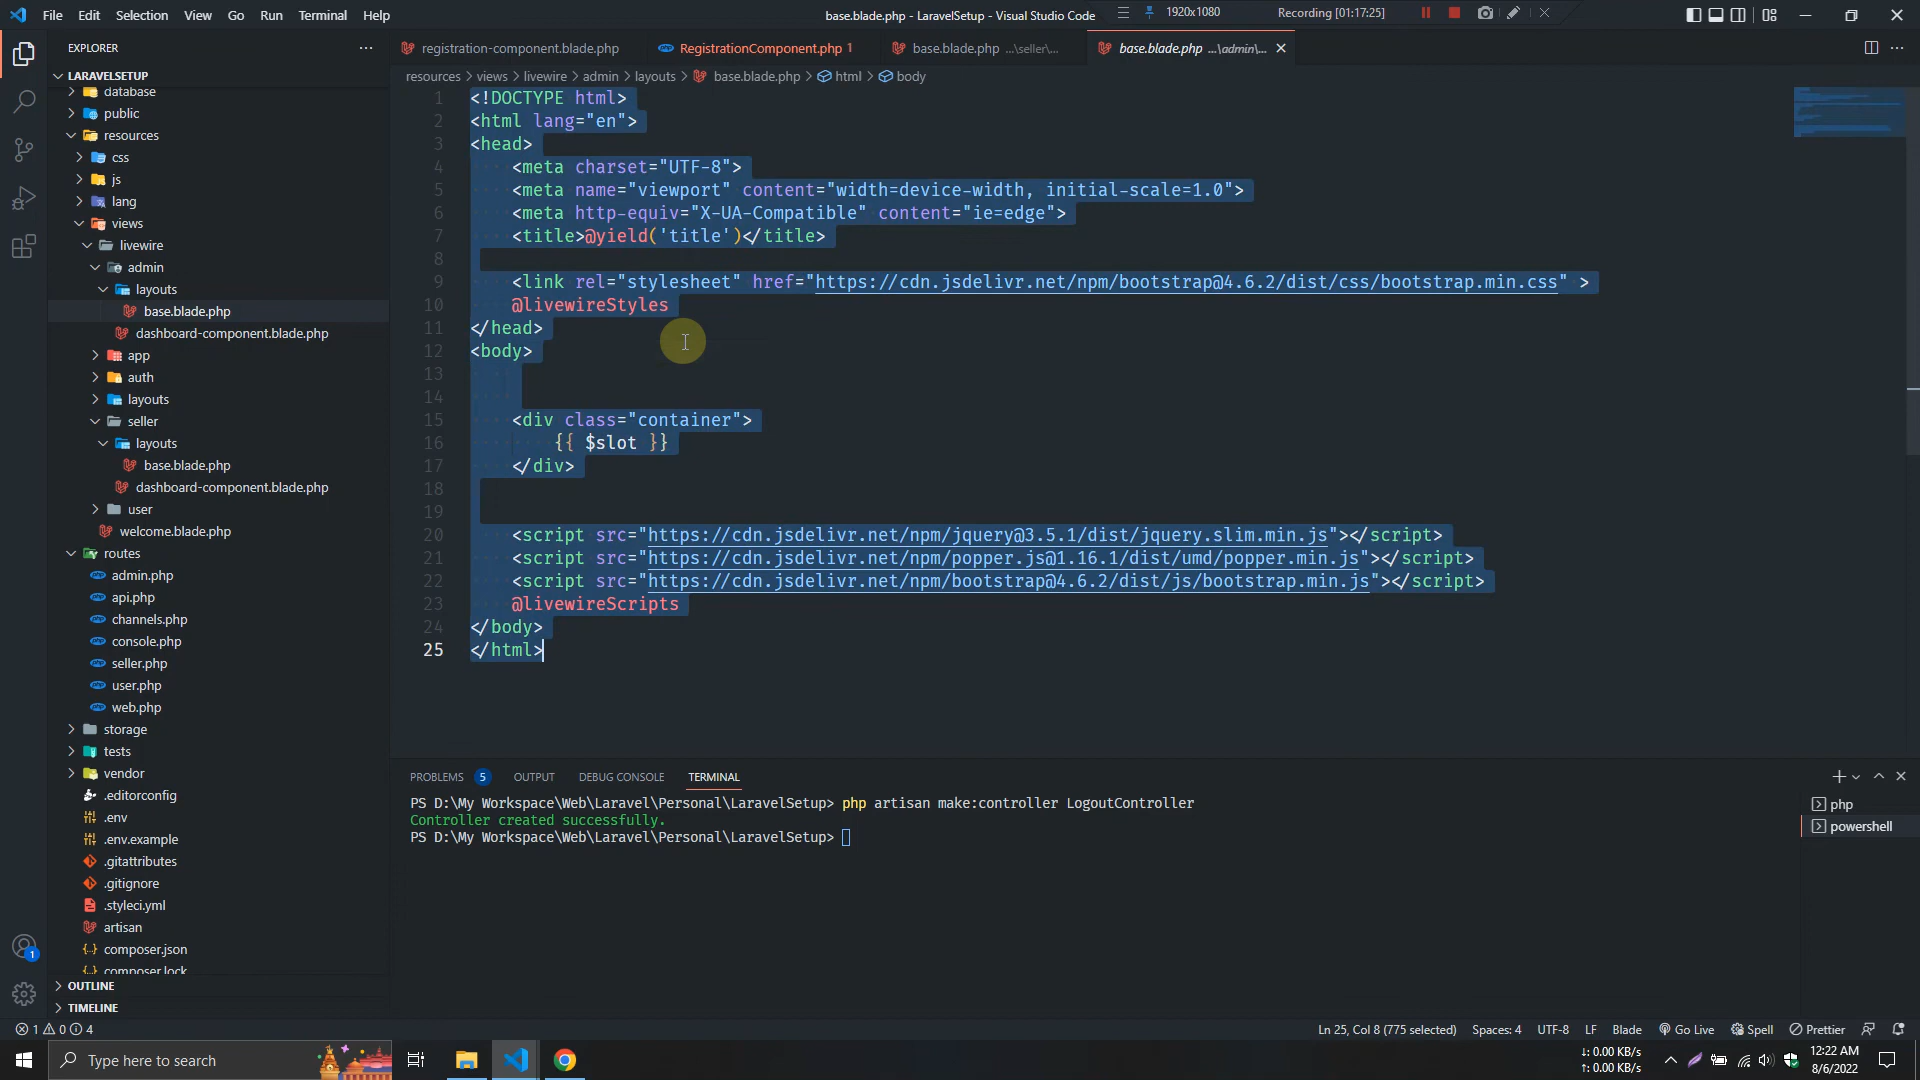 File Edit Selection View Go Run Terminal Help
base.blade.php - LaravelSetup - Visual Studio Code
1920x1080
Recording [01:17:25]
EXPLORER
registration-component.blade.php
RegistrationComponent.php 1
base.blade.php ...\seller\...
base.blade.php ...\admin\...
resources > views > livewire > admin > layouts > base.blade.php > html > body
LARAVELSETUP
database
public
resources
css
js
lang
views
livewire
admin
layouts
base.blade.php
dashboard-component.blade.php
app
auth
layouts
seller
layouts
base.blade.php
dashboard-component.blade.php
user
welcome.blade.php
routes
admin.php
api.php
channels.php
console.php
seller.php
user.php
web.php
storage
tests
vendor
.editorconfig
.env
.env.example
.gitattributes
.gitignore
.styleci.yml
artisan
composer.json
composer.lock
OUTLINE
TIMELINE
1 <!DOCTYPE html>
2 <html lang="en">
3 <head>
4 <meta charset="UTF-8">
5 <meta name="viewport" content="width=device-width, initial-scale=1.0">
6 <meta http-equiv="X-UA-Compatible" content="ie=edge">
7 <title>@yield('title')</title>
8
9 <link rel="stylesheet" href="https://cdn.jsdelivr.net/npm/bootstrap@4.6.2/dist/css/bootstrap.min.css" >
10 @livewireStyles
11 </head>
12 <body>
13
14
15 <div class="container">
16 {{ $slot }}
17 </div>
18
19
20 <script src="https://cdn.jsdelivr.net/npm/jquery@3.5.1/dist/jquery.slim.min.js"></script>
21 <script src="https://cdn.jsdelivr.net/npm/popper.js@1.16.1/dist/umd/popper.min.js"></script>
22 <script src="https://cdn.jsdelivr.net/npm/bootstrap@4.6.2/dist/js/bootstrap.min.js"></script>
23 @livewireScripts
24 </body>
25 </html>
PROBLEMS 5 OUTPUT DEBUG CONSOLE TERMINAL
PS D:\My Workspace\Web\Laravel\Personal\LaravelSetup> php artisan make:controller LogoutController
Controller created successfully.
PS D:\My Workspace\Web\Laravel\Personal\LaravelSetup>
php
powershell
1
1 0 4
Ln 25, Col 8 (775 selected) Spaces: 4 UTF-8 LF Blade Go Live Spell Prettier
Type here to search
↓: 0.00 KB/s
↑: 0.00 KB/s
12:22 AM
8/6/2022